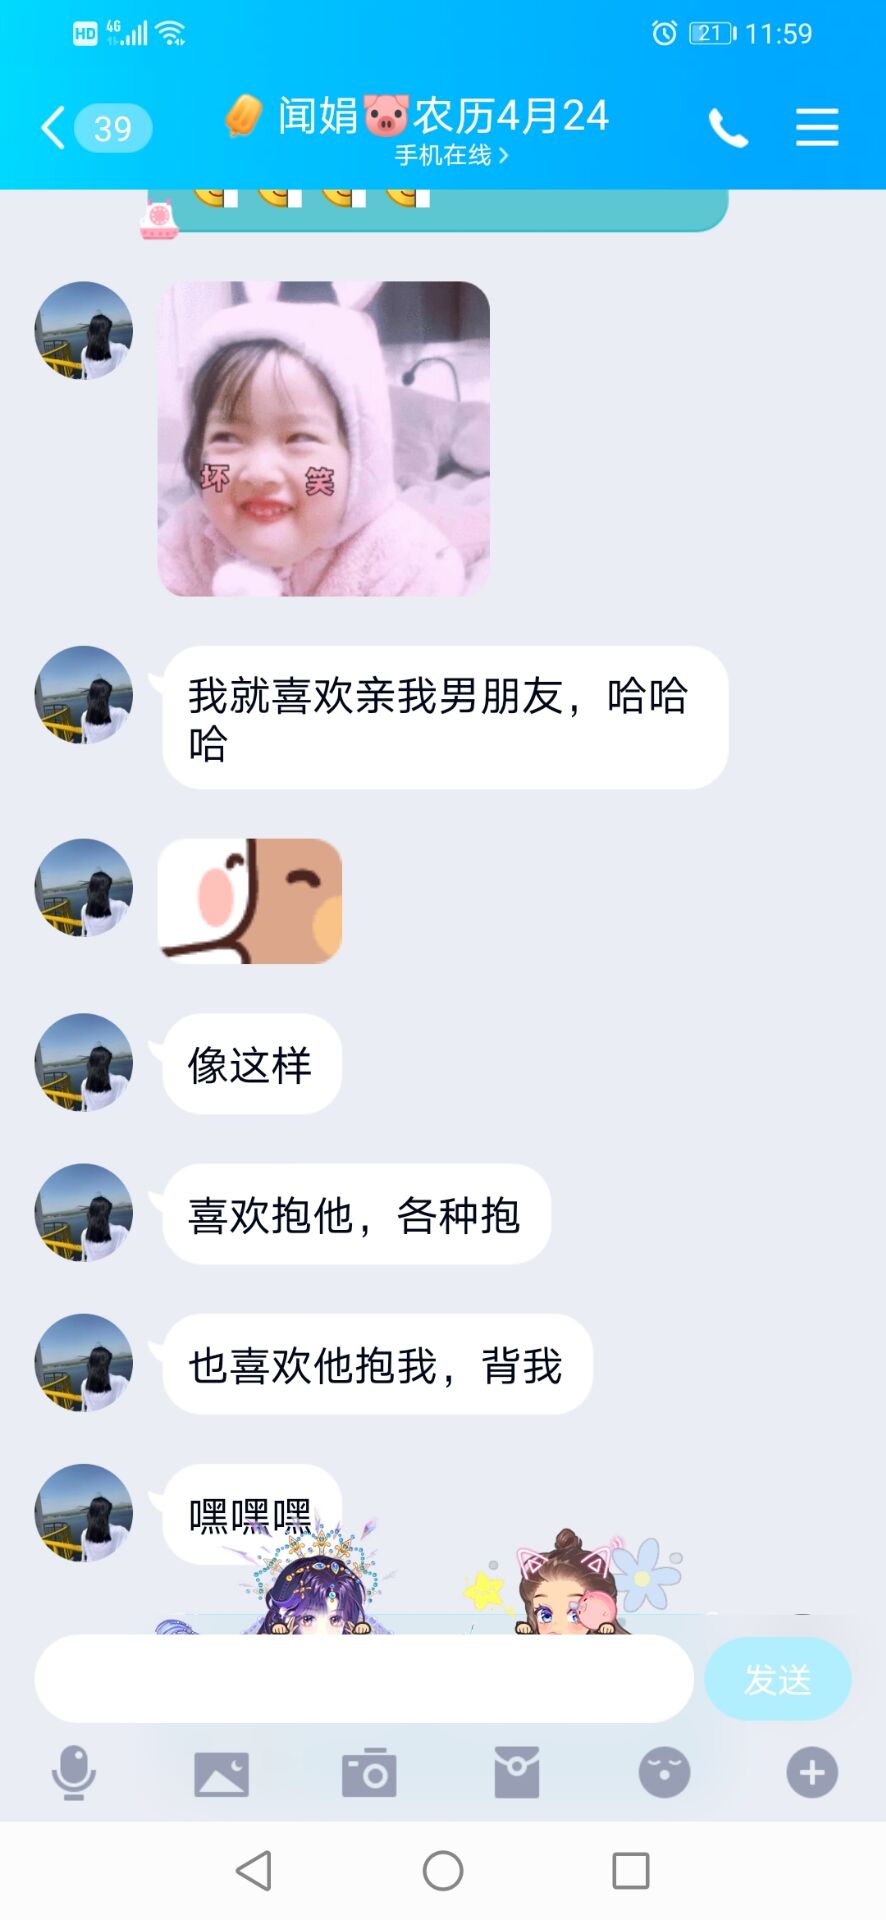 HD 4G 21 11:59
39 闻娟🐷农历4月24
手机在线
坏 笑
我就喜欢亲我男朋友，哈哈
哈
像这样
喜欢抱他，各种抱
也喜欢他抱我，背我
嘿嘿嘿
发送